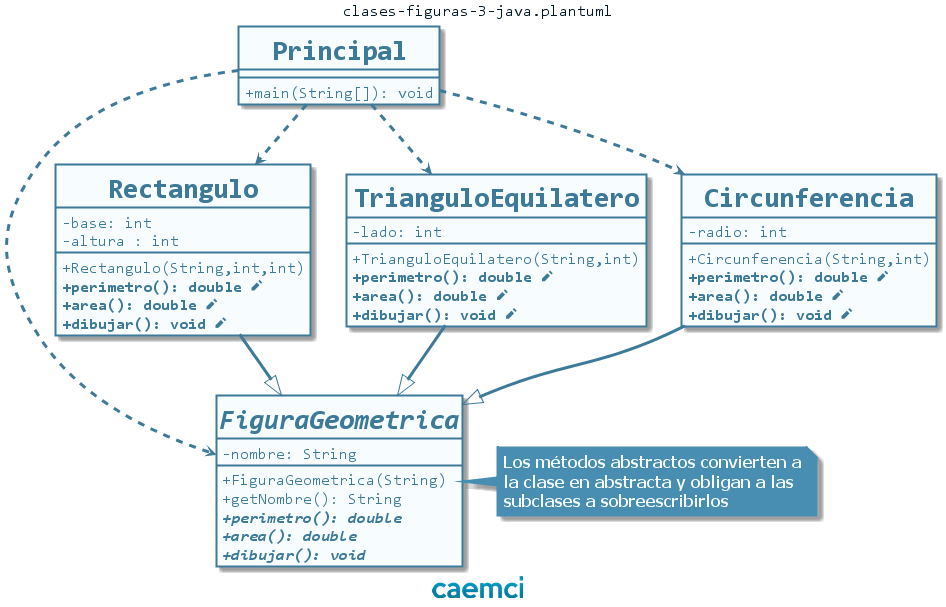 clases-figuras-3-java.plantuml
Principal
+main(String[]): void
Rectangulo
-base: int
-altura : int
+Rectangulo(String,int,int)
+perimetro(): double
+area(): double
+dibujar(): void
TrianguloEquilatero
-lado: int
+TrianguloEquilatero(String,int)
+perimetro(): double
+area(): double
+dibujar(): void
Circunferencia
-radio: int
+Circunferencia(String,int)
+perimetro(): double
+area(): double
+dibujar(): void
FiguraGeometrica
-nombre: String
+FiguraGeometrica(String)
+getNombre(): String
+perimetro(): double
+area(): double
+dibujar(): void
Los métodos abstractos convierten a
la clase en abstracta y obligan a las
subclases a sobreescribirlos
caemci